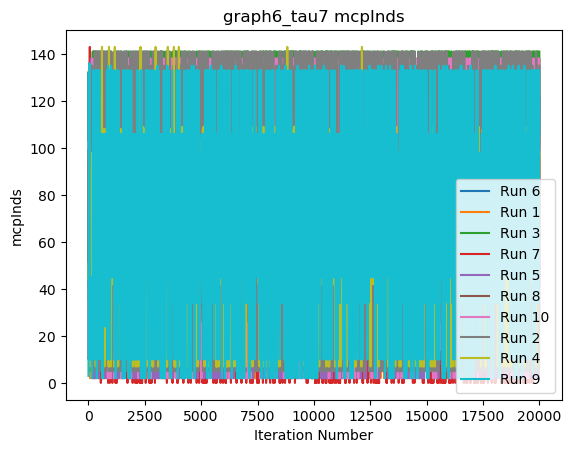 graph6_tau7 mcpInds
mcpInds
140
120
100
80
60
40
20
0
Run 6
Run 1
Run 3
Run 7
Run 5
Run 8
Run 10
Run 2
Run 4
Run 9
0 2500 5000 7500 10000 12500 15000 17500 20000
Iteration Number